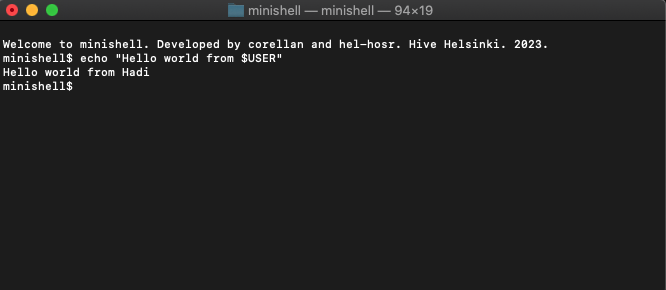 minishell — minishell — 94×19
Welcome to minishell. Developed by corellan and hel-hosr. Hive Helsinki. 2023.
minishell$ echo "Hello world from $USER"
Hello world from Hadi
minishell$